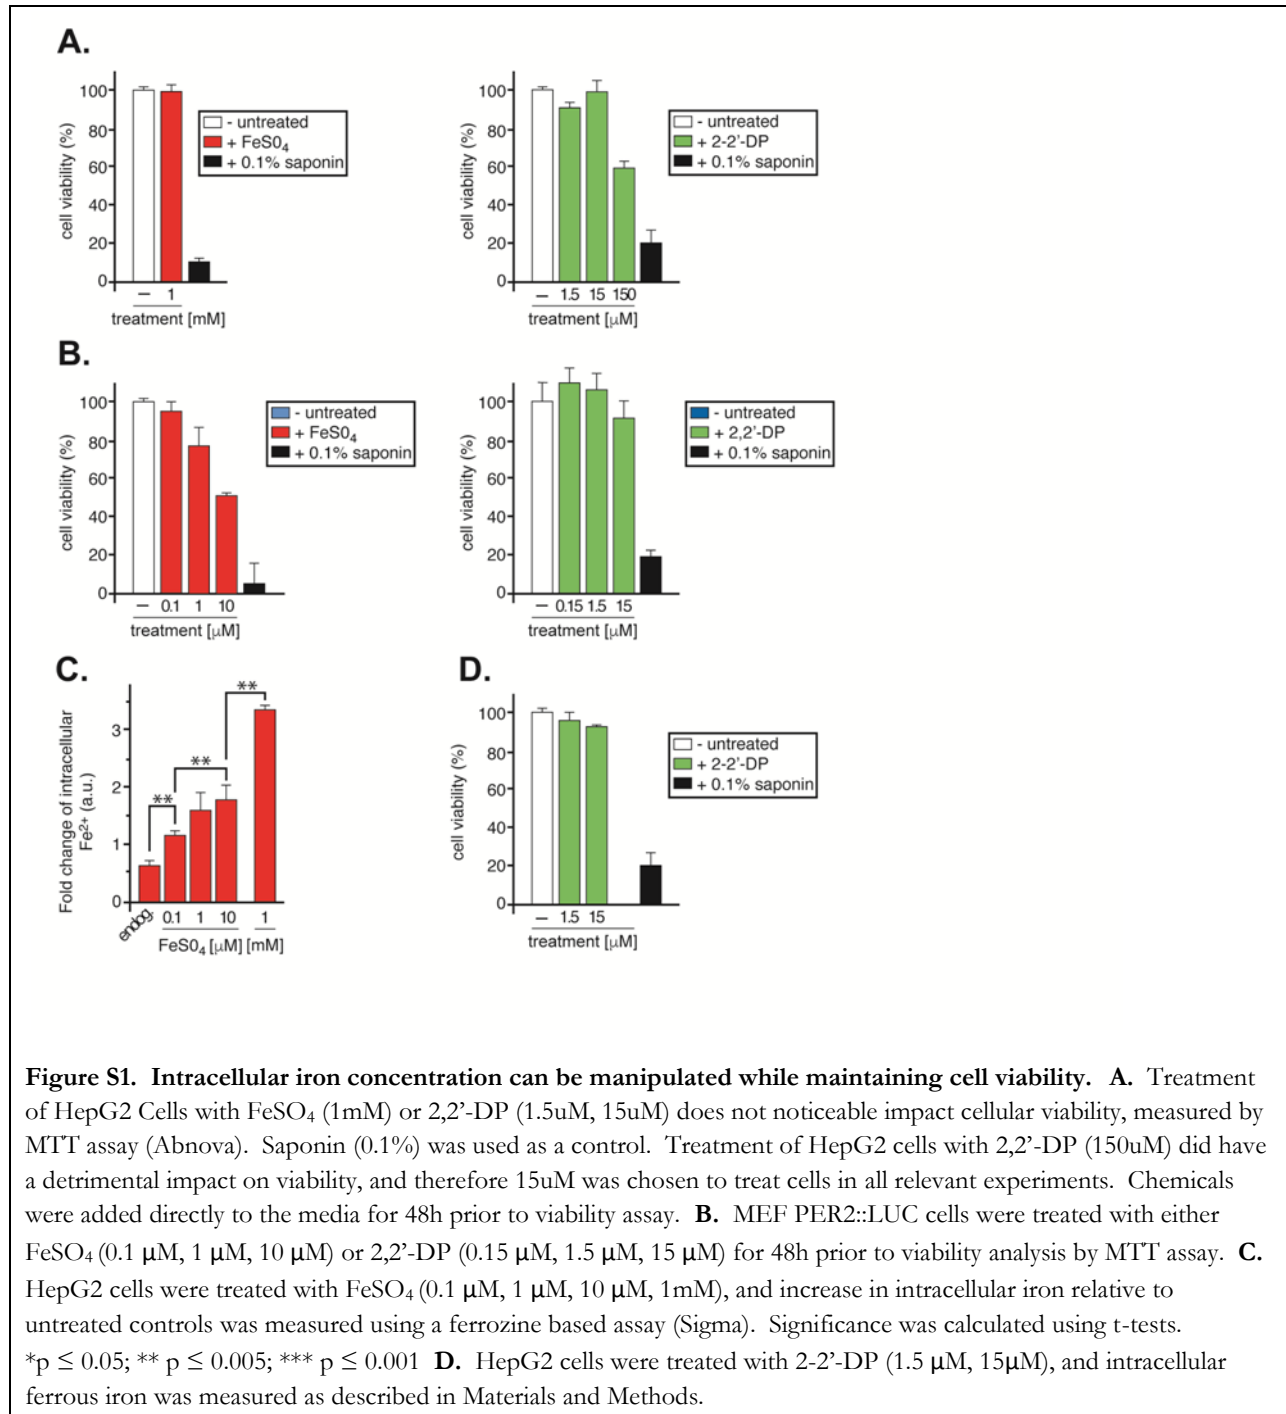 A.
100
80
60
40
20
0
cell viability (%)
– 1
treatment [mM]
- untreated
+ FeS0₄
+ 0.1% saponin
100
80
60
40
20
0
cell viability (%)
– 1.5 15 150
treatment [µM]
- untreated
+ 2-2'-DP
+ 0.1% saponin
B.
100
80
60
40
20
0
cell viability (%)
– 0.1 1 10
treatment [µM]
- untreated
+ FeS0₄
+ 0.1% saponin
100
80
60
40
20
0
cell viability (%)
– 0.15 1.5 15
treatment [µM]
- untreated
+ 2,2'-DP
+ 0.1% saponin
C.
3
2
1
0
Fold change of intracellular
Fe²⁺ (a.u.)
**
**
**
endog. 0.1 1 10 1
FeS0₄ [µM] [mM]
D.
100
80
60
40
20
0
cell viability (%)
– 1.5 15
treatment [µM]
- untreated
+ 2-2'-DP
+ 0.1% saponin
Figure S1. Intracellular iron concentration can be manipulated while maintaining cell viability. A. Treatment
of HepG2 Cells with FeSO₄ (1mM) or 2,2'-DP (1.5uM, 15uM) does not noticeable impact cellular viability, measured by
MTT assay (Abnova). Saponin (0.1%) was used as a control. Treatment of HepG2 cells with 2,2'-DP (150uM) did have
a detrimental impact on viability, and therefore 15uM was chosen to treat cells in all relevant experiments. Chemicals
were added directly to the media for 48h prior to viability assay. B. MEF PER2::LUC cells were treated with either
FeSO₄ (0.1 µM, 1 µM, 10 µM) or 2,2'-DP (0.15 µM, 1.5 µM, 15 µM) for 48h prior to viability analysis by MTT assay. C.
HepG2 cells were treated with FeSO₄ (0.1 µM, 1 µM, 10 µM, 1mM), and increase in intracellular iron relative to
untreated controls was measured using a ferrozine based assay (Sigma). Significance was calculated using t-tests.
*p ≤ 0.05; ** p ≤ 0.005; *** p ≤ 0.001 D. HepG2 cells were treated with 2-2'-DP (1.5 µM, 15µM), and intracellular
ferrous iron was measured as described in Materials and Methods.